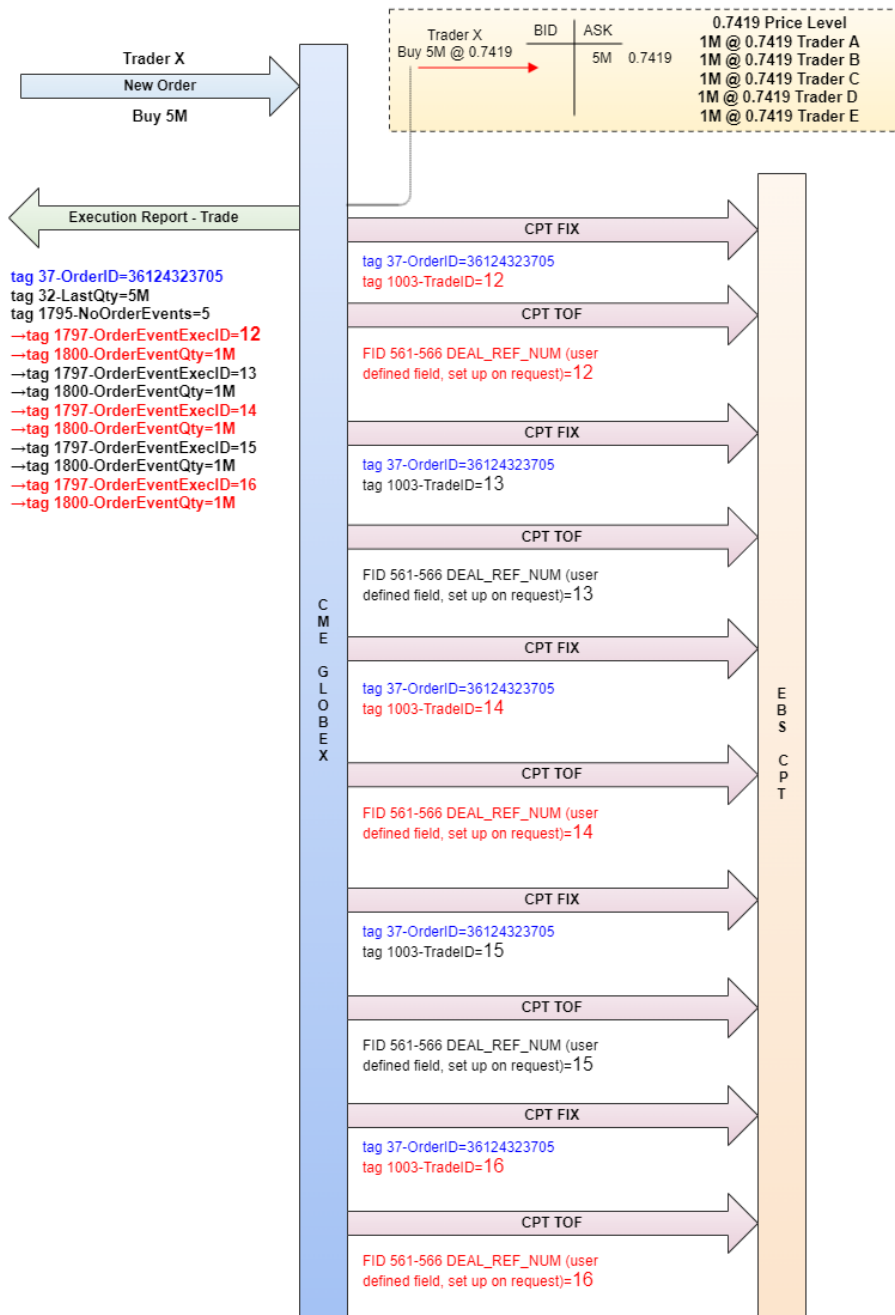 Trader X
New Order
Buy 5M
Trader X
Buy 5M @ 0.7419
BID ASK
5M 0.7419
0.7419 Price Level
1M @ 0.7419 Trader A
1M @ 0.7419 Trader B
1M @ 0.7419 Trader C
1M @ 0.7419 Trader D
1M @ 0.7419 Trader E
Execution Report - Trade
tag 37-OrderID=36124323705
tag 32-LastQty=5M
tag 1795-NoOrderEvents=5
→tag 1797-OrderEventExecID=12
→tag 1800-OrderEventQty=1M
→tag 1797-OrderEventExecID=13
→tag 1800-OrderEventQty=1M
→tag 1797-OrderEventExecID=14
→tag 1800-OrderEventQty=1M
→tag 1797-OrderEventExecID=15
→tag 1800-OrderEventQty=1M
→tag 1797-OrderEventExecID=16
→tag 1800-OrderEventQty=1M
CME GLOBEX
CPT FIX
tag 37-OrderID=36124323705
tag 1003-TradeID=12
CPT TOF
FID 561-566 DEAL_REF_NUM (user
defined field, set up on request)=12
CPT FIX
tag 37-OrderID=36124323705
tag 1003-TradeID=13
CPT TOF
FID 561-566 DEAL_REF_NUM (user
defined field, set up on request)=13
CPT FIX
tag 37-OrderID=36124323705
tag 1003-TradeID=14
CPT TOF
FID 561-566 DEAL_REF_NUM (user
defined field, set up on request)=14
CPT FIX
tag 37-OrderID=36124323705
tag 1003-TradeID=15
CPT TOF
FID 561-566 DEAL_REF_NUM (user
defined field, set up on request)=15
CPT FIX
tag 37-OrderID=36124323705
tag 1003-TradeID=16
CPT TOF
FID 561-566 DEAL_REF_NUM (user
defined field, set up on request)=16
EBS CPT